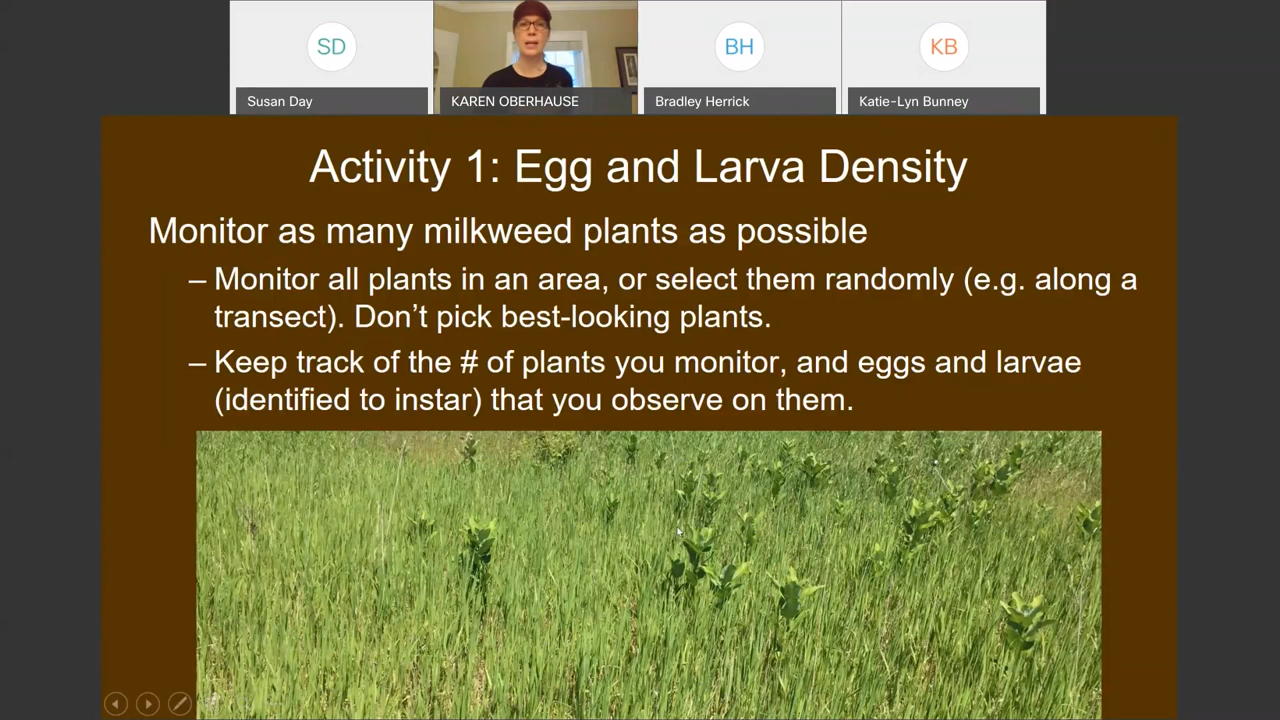 SD
BH
KB
Susan Day
KAREN OBERHAUSE
Bradley Herrick
Katie-Lyn Bunney
Activity 1: Egg and Larva Density
Monitor as many milkweed plants as possible
– Monitor all plants in an area, or select them randomly (e.g. along a
transect). Don’t pick best-looking plants.
– Keep track of the # of plants you monitor, and eggs and larvae
(identified to instar) that you observe on them.